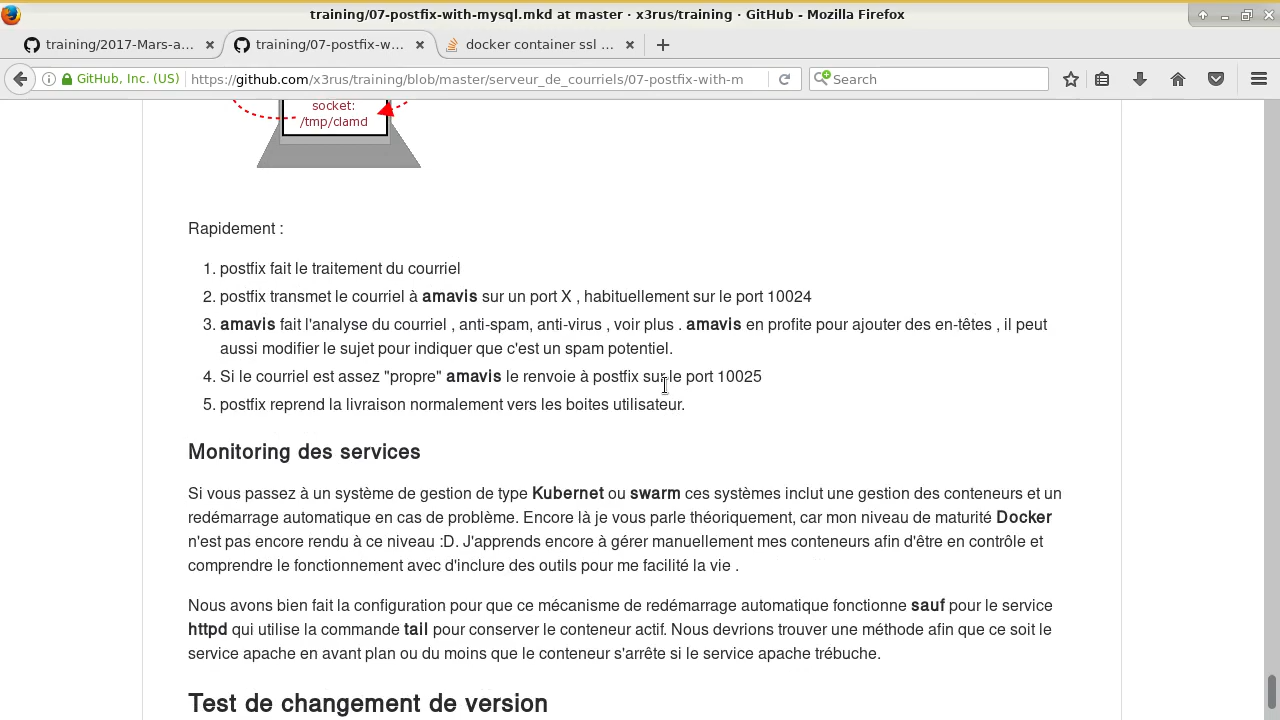 training/07-postfix-with-mysql.mkd at master · x3rus/training · GitHub - Mozilla Firefox
training/2017-Mars-a... × training/07-postfix-w... × docker container ssl ... ×
GitHub, Inc. (US) https://github.com/x3rus/training/blob/master/serveur_de_courriels/07-postfix-with-m Search
socket:
/tmp/clamd
Rapidement :
1. postfix fait le traitement du courriel
2. postfix transmet le courriel à amavis sur un port X , habituellement sur le port 10024
3. amavis fait l'analyse du courriel , anti-spam, anti-virus , voir plus . amavis en profite pour ajouter des en-têtes , il peut
aussi modifier le sujet pour indiquer que c'est un spam potentiel.
4. Si le courriel est assez "propre" amavis le renvoie à postfix sur le port 10025
5. postfix reprend la livraison normalement vers les boites utilisateur.
Monitoring des services
Si vous passez à un système de gestion de type Kubernet ou swarm ces systèmes inclut une gestion des conteneurs et un
redémarrage automatique en cas de problème. Encore là je vous parle théoriquement, car mon niveau de maturité Docker
n'est pas encore rendu à ce niveau :D. J'apprends encore à gérer manuellement mes conteneurs afin d'être en contrôle et
comprendre le fonctionnement avec d'inclure des outils pour me facilité la vie .
Nous avons bien fait la configuration pour que ce mécanisme de redémarrage automatique fonctionne sauf pour le service
httpd qui utilise la commande tail pour conserver le conteneur actif. Nous devrions trouver une méthode afin que ce soit le
service apache en avant plan ou du moins que le conteneur s'arrête si le service apache trébuche.
Test de changement de version